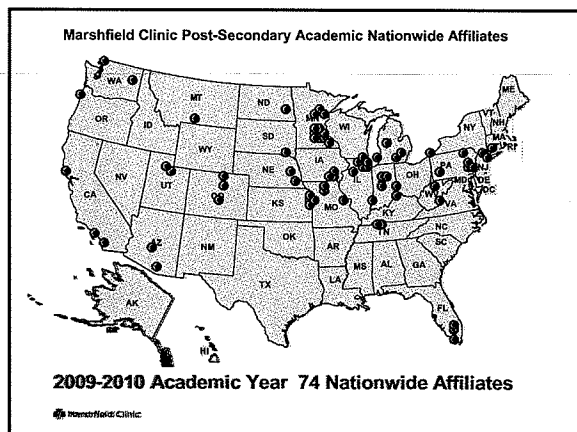 Marshfield Clinic Post-Secondary Academic Nationwide Affiliates
WA
MT
ND
ME
OR
ID
SD
WI
VT
NH
NY
MA
RI
WY
IA
PA
NJ
NE
OH
MD
DE
DC
NV
UT
IL
CA
KS
MO
KY
VA
AZ
NM
OK
AR
TN
NC
SC
MS
AL
GA
TX
LA
FL
AK
HI
2009-2010 Academic Year 74 Nationwide Affiliates
Marshfield Clinic